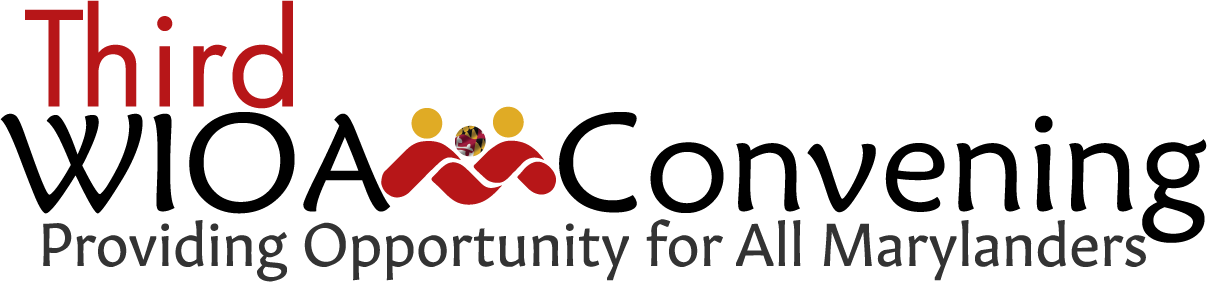 Third
WIOA Convening
Providing Opportunity for All Marylanders